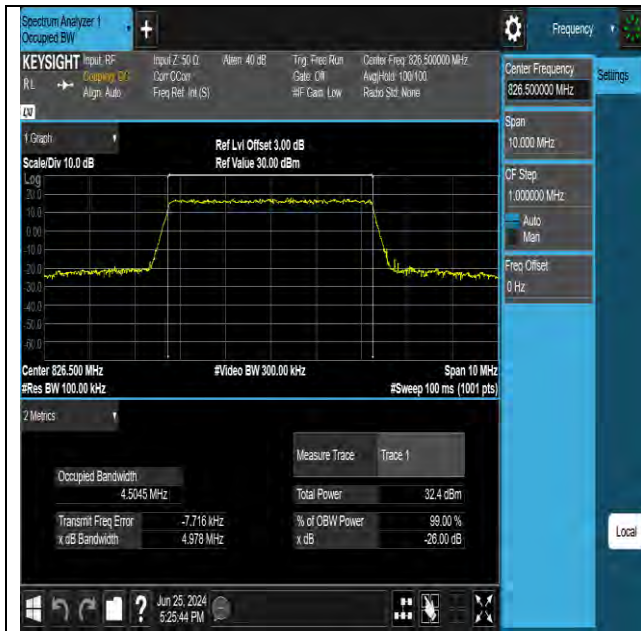 Spectrum Analyzer 1
Occupied BW
Frequency
KEYSIGHT
RL
Input: RF
Coupling: DC
Align: Auto
Input Z: 50 Ω
Corr CCorr
Freq Ref: Int (S)
Atten: 40 dB
Trig: Free Run
Gate: Off
#IF Gain: Low
Center Freq: 826.500000 MHz
Avg|Hold: 100/100
Radio Std: None
Center Frequency
826.500000 MHz
Settings
Span
10.000 MHz
CF Step
1.000000 MHz
Auto
Man
Freq Offset
0 Hz
Local
1 Graph
Scale/Div 10.0 dB
Ref Lvl Offset 3.00 dB
Ref Value 30.00 dBm
Log
20.0
10.0
0.00
-10.0
-20.0
-30.0
-40.0
-50.0
-60.0
Center 826.500 MHz
#Video BW 300.00 kHz
Span 10 MHz
#Res BW 100.00 kHz
#Sweep 100 ms (1001 pts)
2 Metrics
Measure Trace
Trace 1
Occupied Bandwidth
4.5045 MHz
Total Power
32.4 dBm
Transmit Freq Error
-7.716 kHz
% of OBW Power
99.00 %
x dB Bandwidth
4.978 MHz
x dB
-26.00 dB
Jun 25, 2024
5:25:44 PM